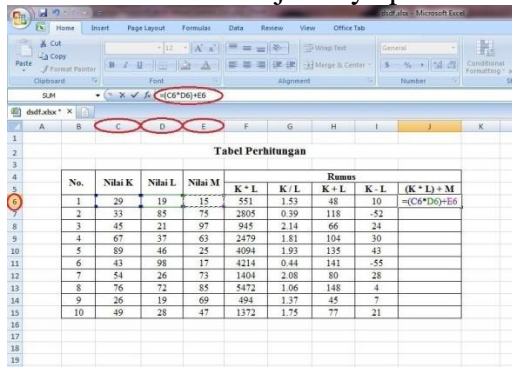 dsdf.xlsx - Microsoft Excel
Home Insert Page Layout Formulas Data Review View Office Tab
Cut
Copy
Format Painter
Paste
12 A A
Wrap Text
General
B I U
Merge & Center
$ % ,
Conditional
Formatting
Clipboard Font Alignment Number
SUM fx =(C6*D6)+E6
dsdf.xlsx *
A B C D E F G H I J K
1
2 Tabel Perhitungan
3
4 No. Nilai K Nilai L Nilai M Rumus
5 K * L K / L K + L K - L (K * L) + M
6 1 29 19 15 551 1.53 48 10 =(C6*D6)+E6
7 2 33 85 75 2805 0.39 118 -52
8 3 45 21 97 945 2.14 66 24
9 4 67 37 63 2479 1.81 104 30
10 5 89 46 25 4094 1.93 135 43
11 6 43 98 17 4214 0.44 141 -55
12 7 54 26 73 1404 2.08 80 28
13 8 76 72 85 5472 1.06 148 4
14 9 26 19 69 494 1.37 45 7
15 10 49 28 47 1372 1.75 77 21
16
17
18
19